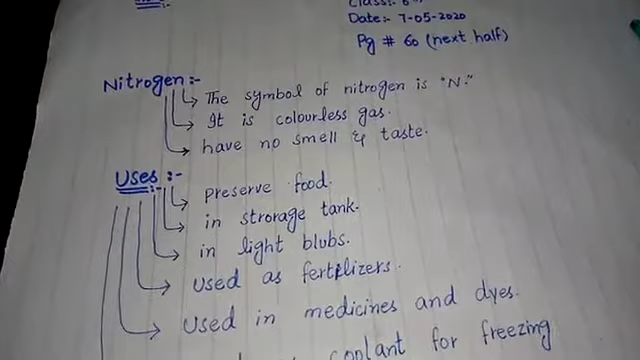 Date:- 7-05-2020
Pg # 60 (next half)
Nitrogen:-
The symbol of nitrogen is "N."
It is colourless gas.
have no smell & taste.
Uses:-
preserve food.
in strorage tank.
in light blubs.
used as fertilizers.
used in medicines and dyes.
coolant for freezing